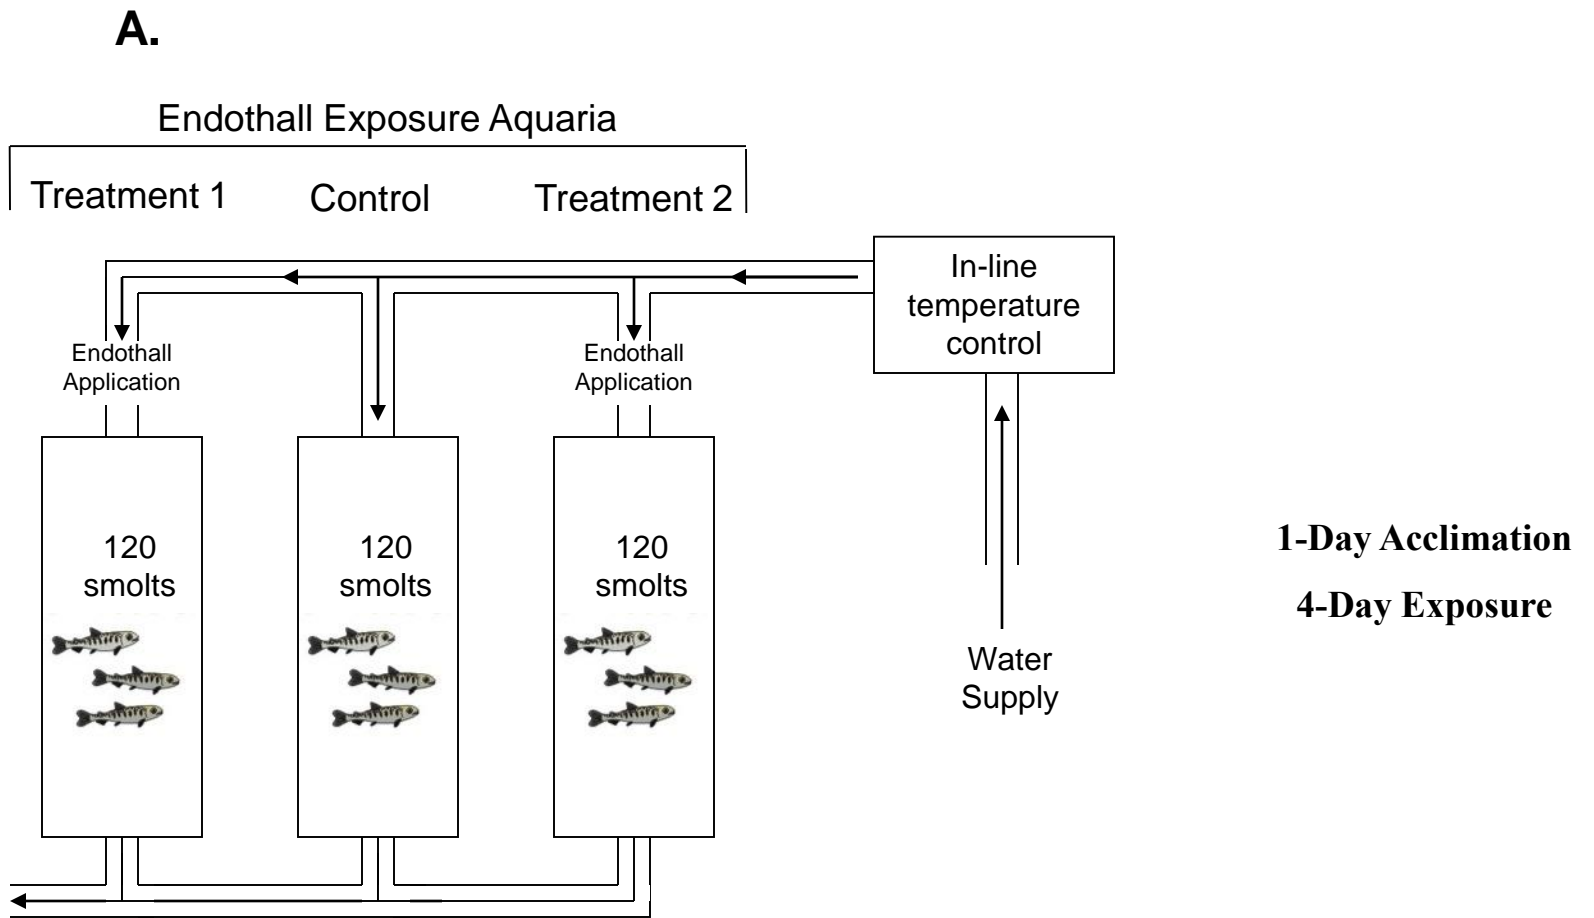 A.
Endothall Exposure Aquaria
Treatment 1
Control
Treatment 2
In-line
temperature
control
Endothall
Application
Endothall
Application
120
smolts
120
smolts
120
smolts
1-Day Acclimation
4-Day Exposure
Water
Supply